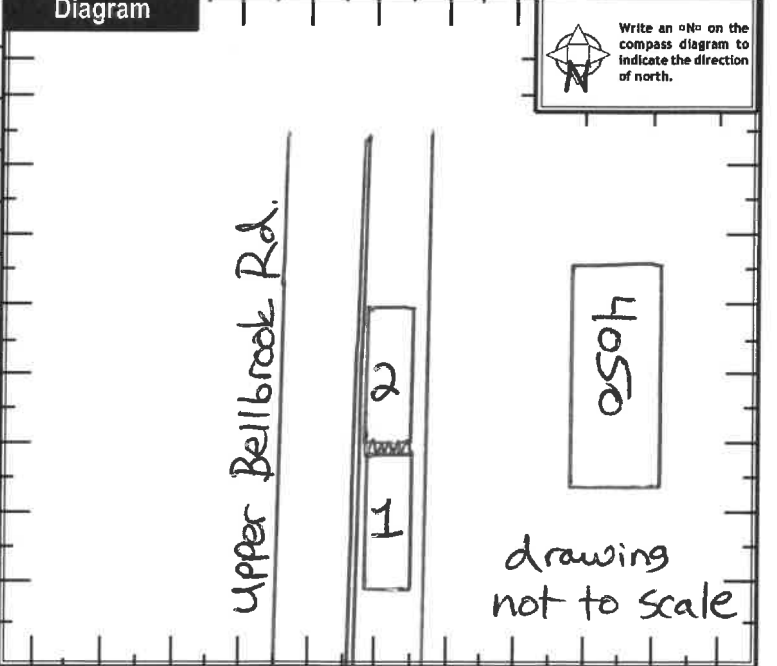 Diagram
Write an "N" on the
compass diagram to
indicate the direction
of north.
N
Upper Bellbrook Rd.
2
1
4050
drawing
not to scale